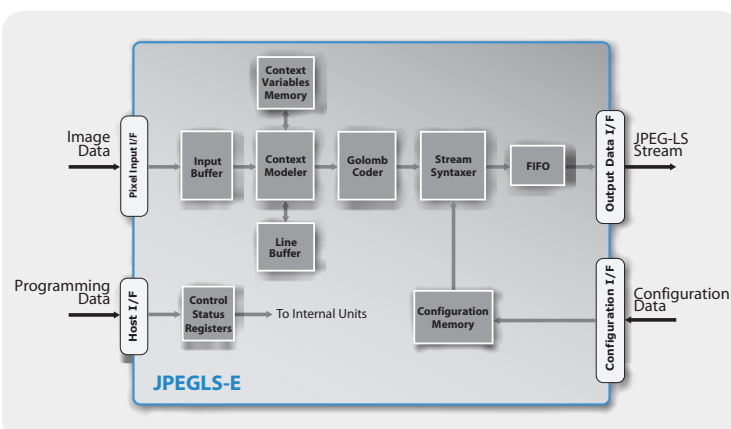 Context
Variables
Memory
Image
Data
Pixel Input I/F
Input
Buffer
Context
Modeler
Golomb
Coder
Stream
Syntaxer
FIFO
Output Data I/F
JPEG-LS
Stream
Line
Buffer
Programming
Data
Host I/F
Control
Status
Registers
To Internal Units
Configuration
Memory
Configuration I/F
Configuration
Data
JPEGLS-E